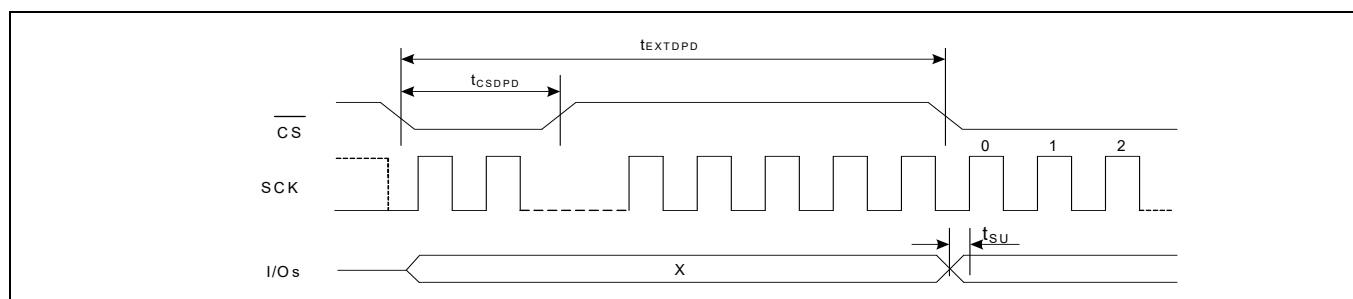 tEXTDPD
tCSDPD
CS
0 1 2
SCK
tSU
I/Os X